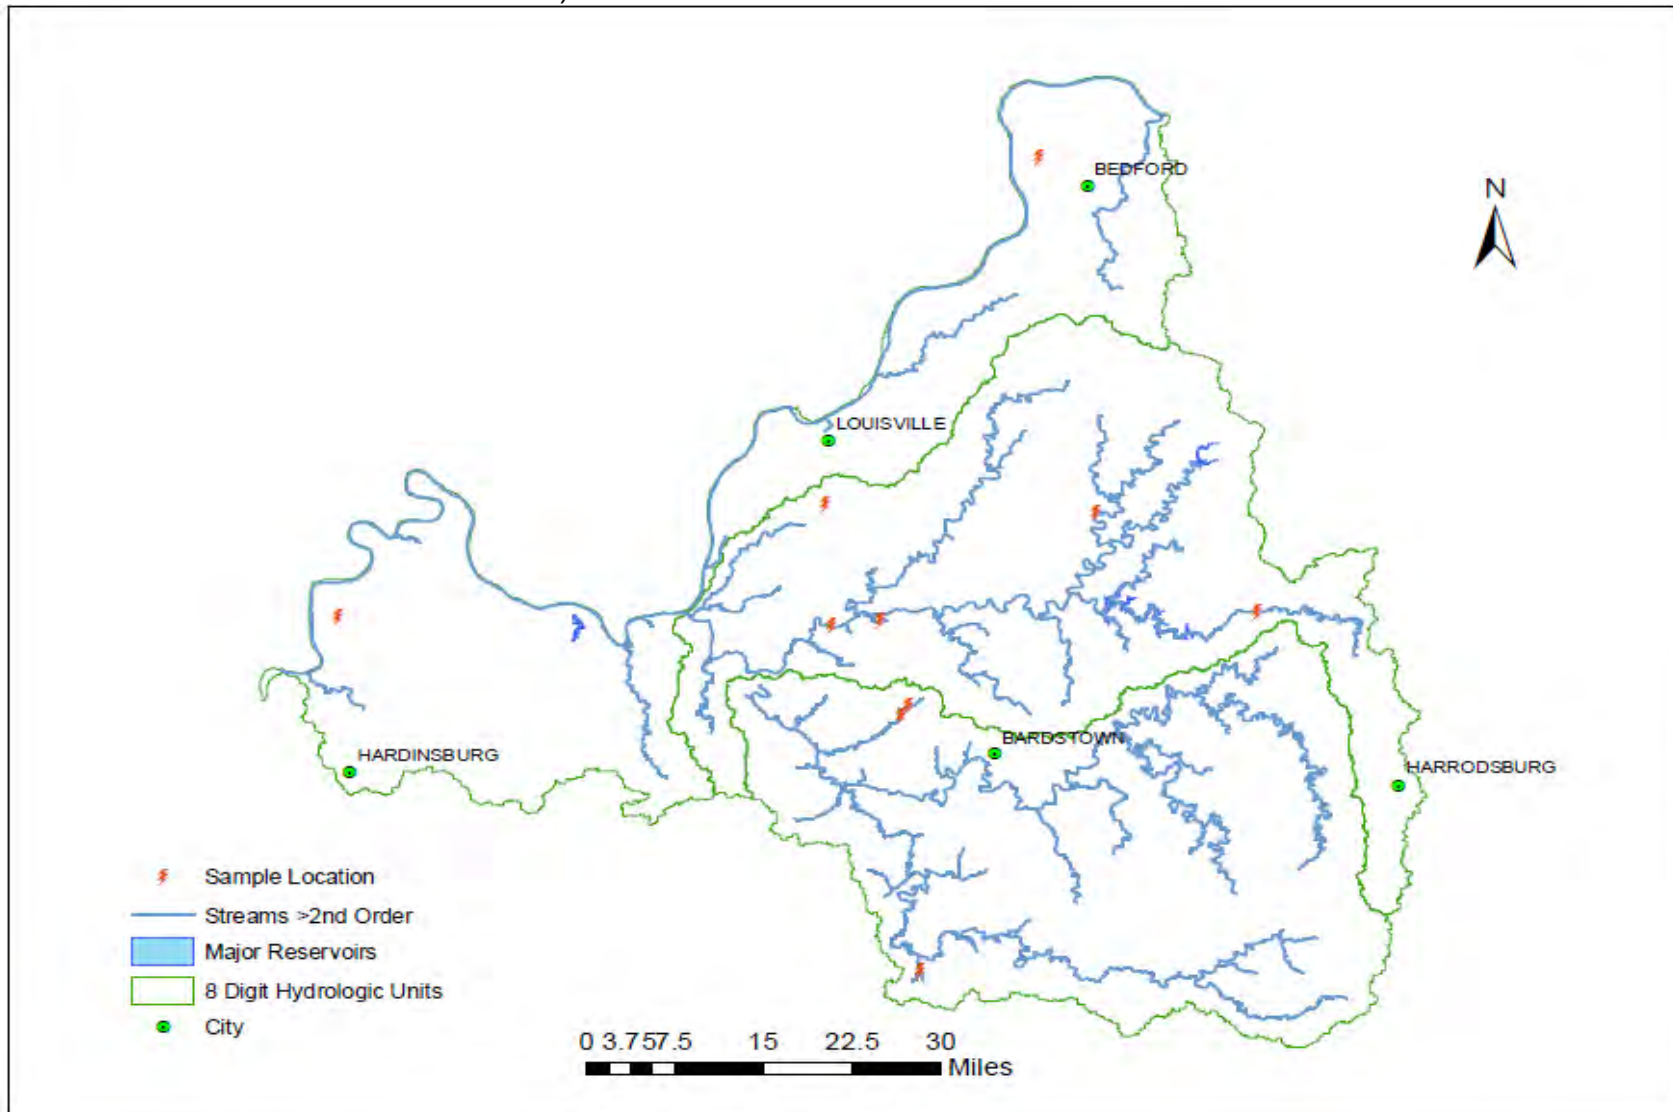 N
BEDFORD
LOUISVILLE
BARDSTOWN
HARDINSBURG
HARRODSBURG
Sample Location
Streams >2nd Order
Major Reservoirs
8 Digit Hydrologic Units
City
0 3.757.5 15 22.5 30
Miles